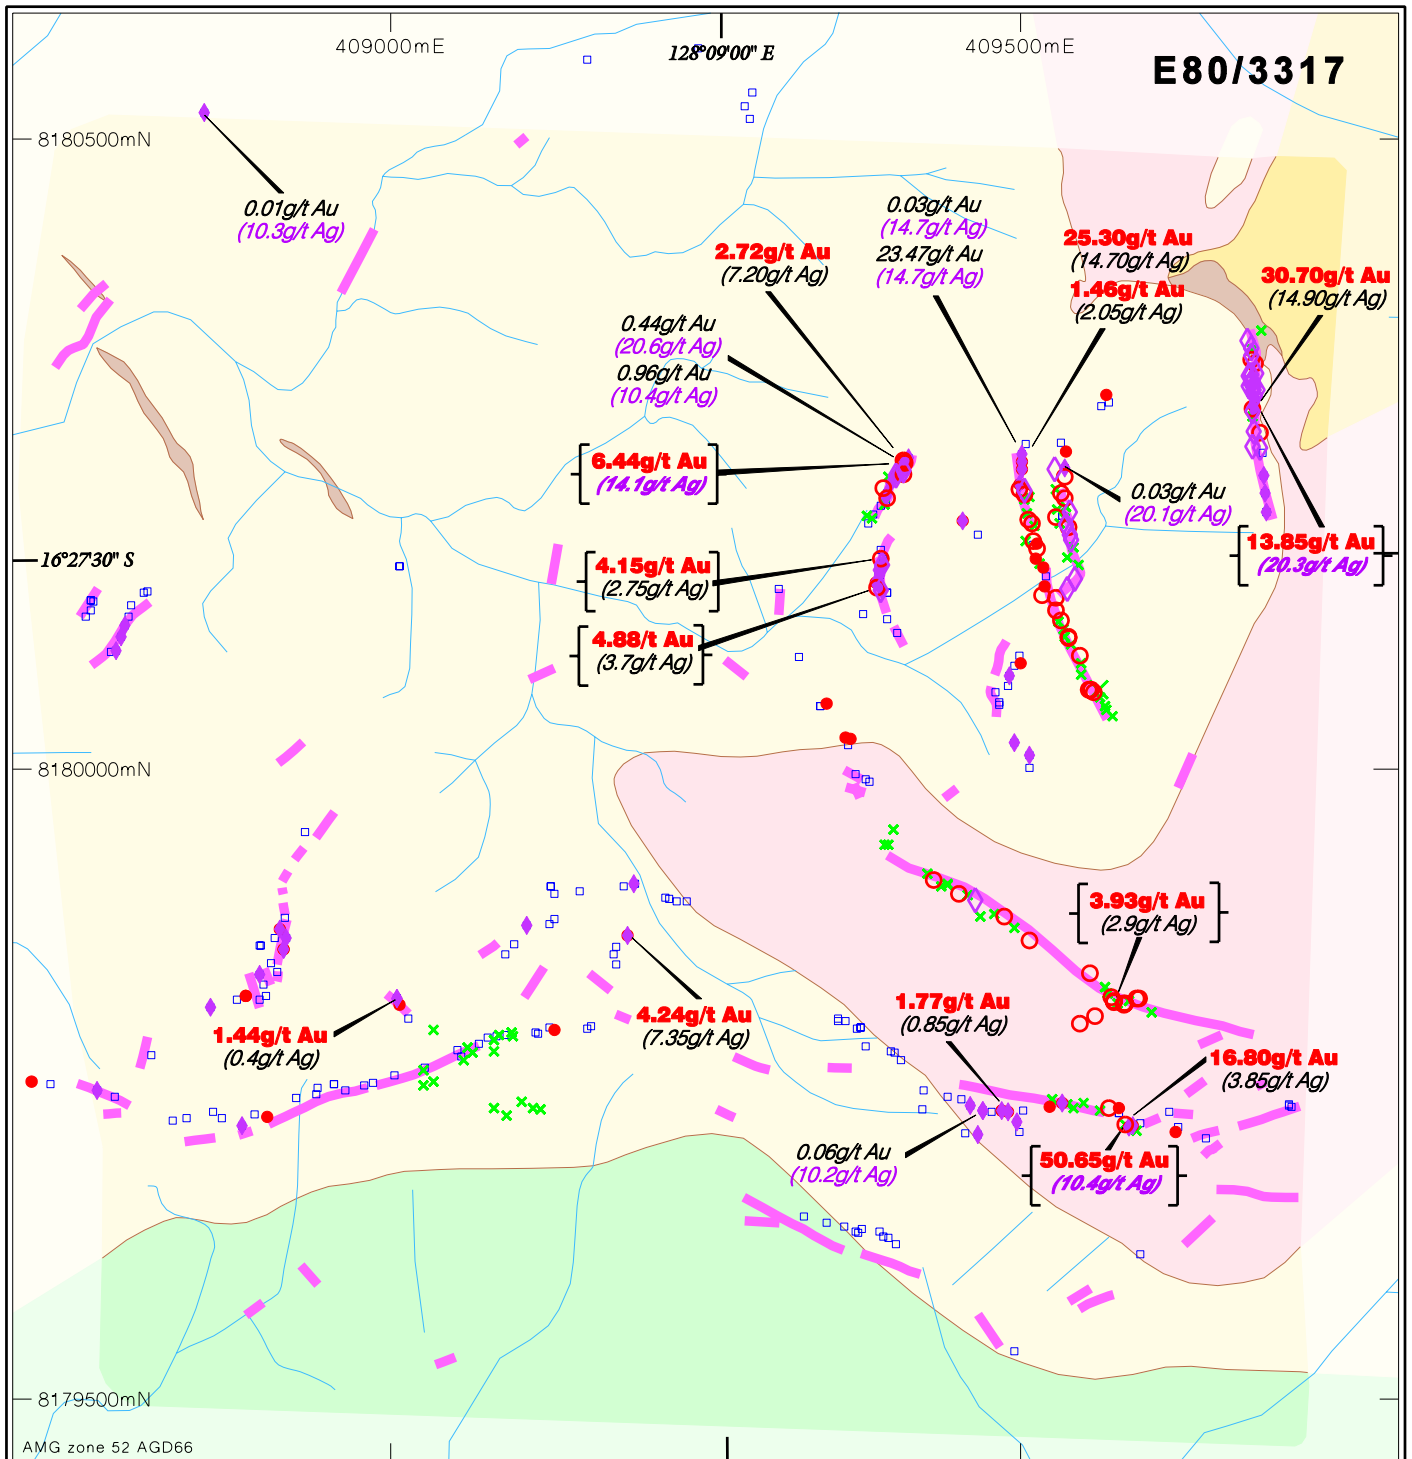 409000mE
128°09'00" E
409500mE
E80/3317
8180500mN
0.01g/t Au
(10.3g/t Ag)
0.03g/t Au
(14.7g/t Ag)
23.47g/t Au
(14.7g/t Ag)
2.72g/t Au
(7.20g/t Ag)
25.30g/t Au
(14.70g/t Ag)
1.46g/t Au
(2.05g/t Ag)
30.70g/t Au
(14.90g/t Ag)
0.44g/t Au
(20.6g/t Ag)
0.96g/t Au
(10.4g/t Ag)
6.44g/t Au
(14.1g/t Ag)
0.03g/t Au
(20.1g/t Ag)
13.85g/t Au
(20.3g/t Ag)
16°27'30" S
4.15g/t Au
(2.75g/t Ag)
4.88/t Au
(3.7g/t Ag)
8180000mN
3.93g/t Au
(2.9g/t Ag)
1.77g/t Au
(0.85g/t Ag)
4.24g/t Au
(7.35g/t Ag)
1.44g/t Au
(0.4g/t Ag)
16.80g/t Au
(3.85g/t Ag)
0.06g/t Au
(10.2g/t Ag)
50.65g/t Au
(10.4g/t Ag)
8179500mN
AMG zone 52 AGD66